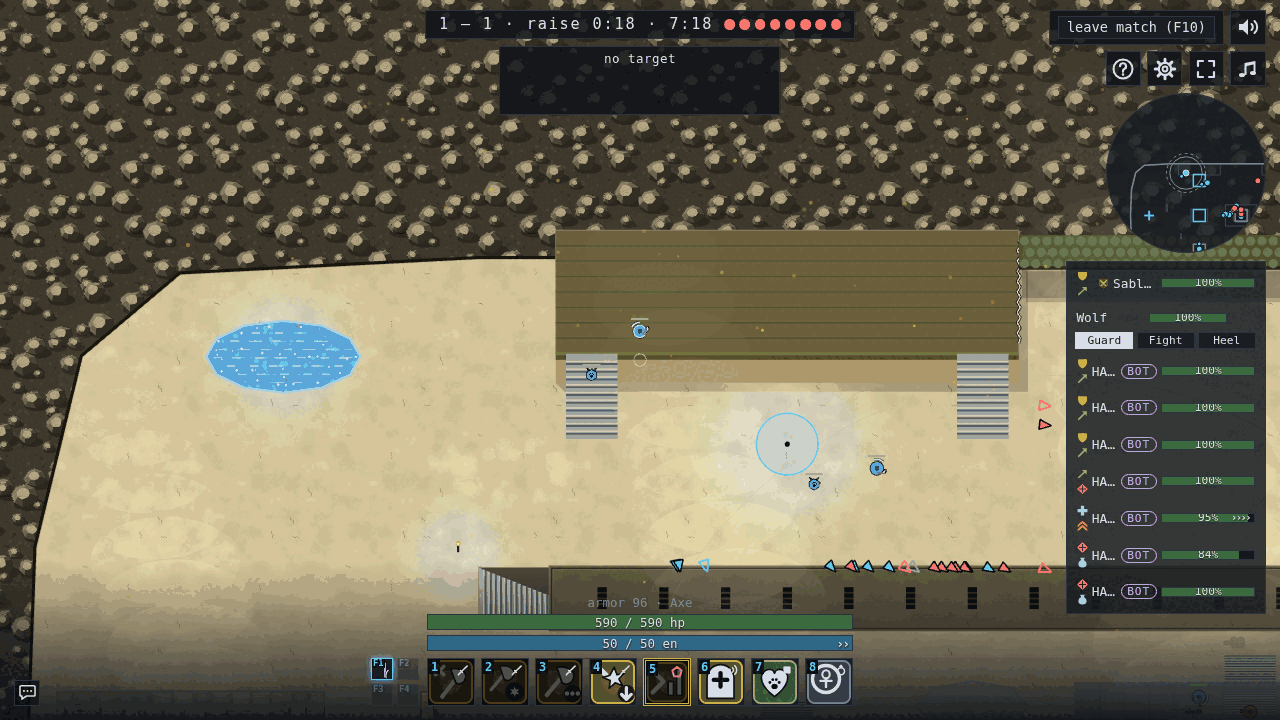 1 – 1 · raise 0:18 · 7:18
leave match (F10)
no target
Sabl… 100%
Wolf 100%
Guard Fight Heel
HA… BOT 100%
HA… BOT 100%
HA… BOT 100%
HA… BOT 100%
HA… BOT 95% ›››› 
HA… BOT 84%
HA… BOT 100%
armor 96 · Axe
590 / 590 hp
50 / 50 en ››
F1 F2
F3 F4
1 2 3 4 5 6 7 8